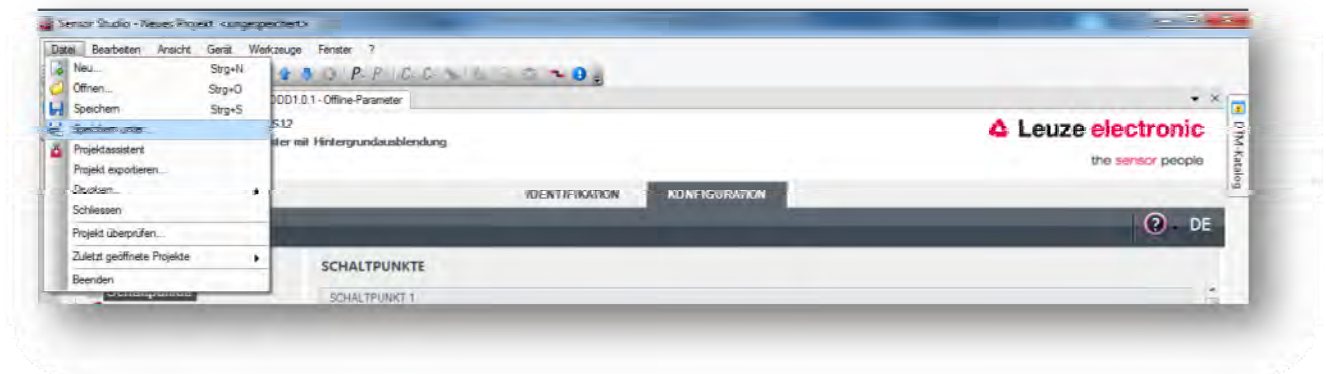 Sensor Studio - Neues Projekt <ungespeichert>
Datei Bearbeiten Ansicht Gerät Werkzeuge Fenster ?
Neu... Strg+N
Öffnen... Strg+O
Speichern Strg+S
Speichern unter...
Projektassistent
Projekt exportieren...
Drucken...
Schliessen
Projekt überprüfen...
Zuletzt geöffnete Projekte
Beenden
DD1.0.1 - Offline-Parameter
mit Hintergrundausblendung
Leuze electronic
the sensor people
DTM-Katalog
IDENTIFIKATION KONFIGURATION
? DE
SCHALTPUNKTE
SCHALTPUNKT 1